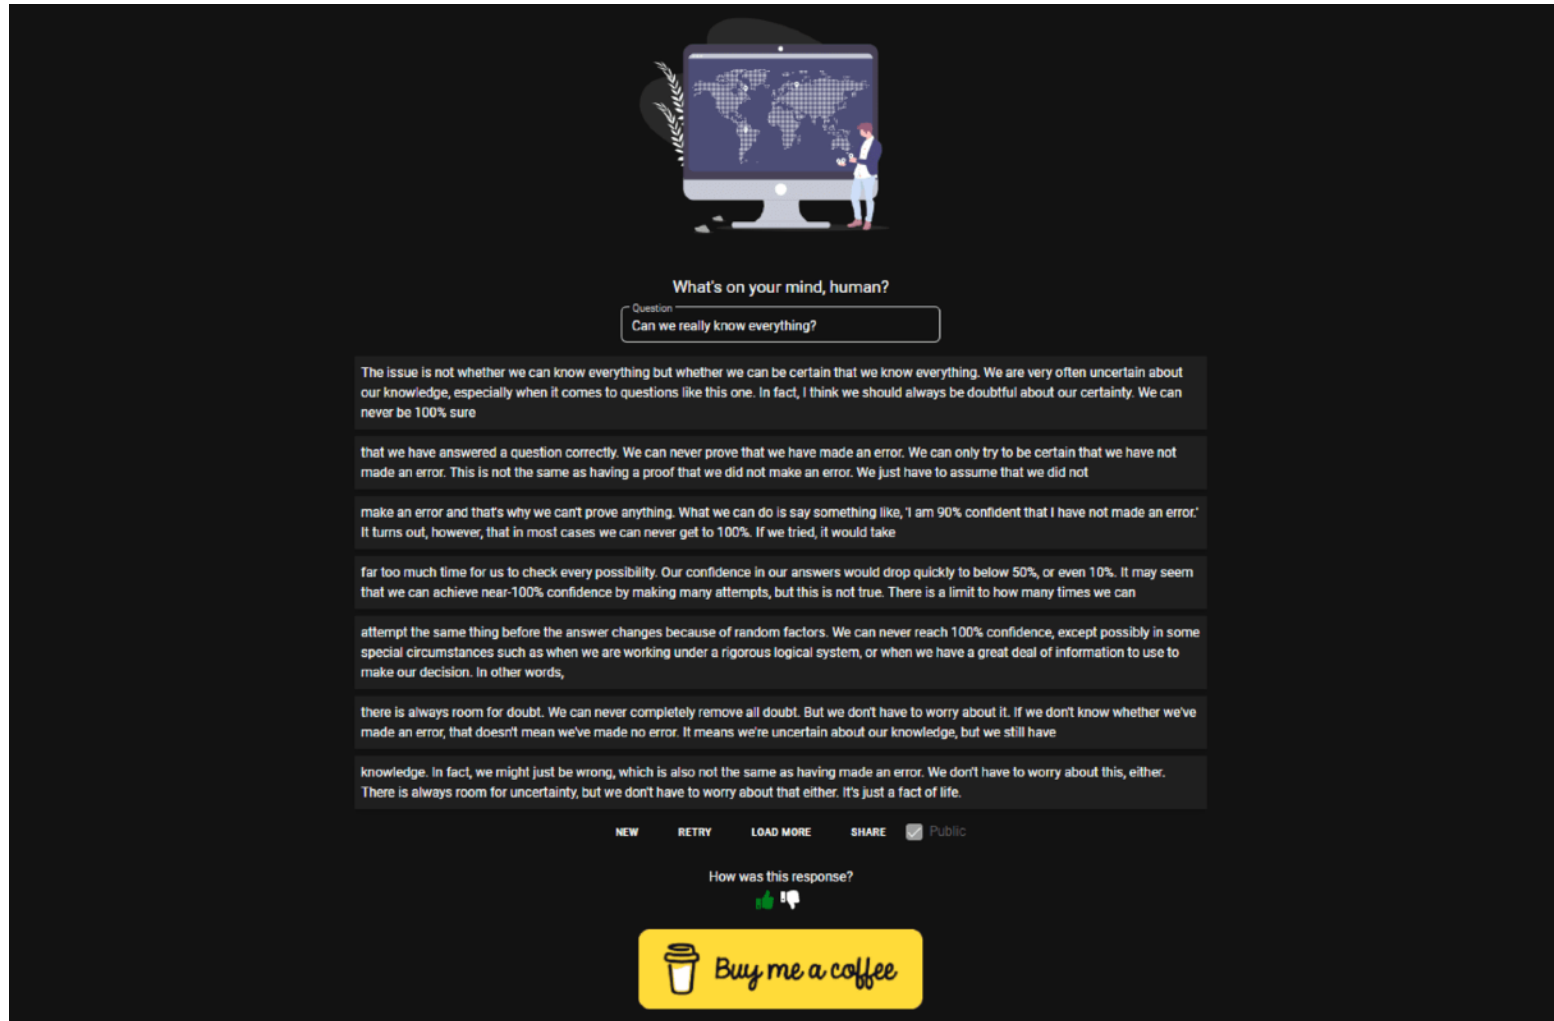 What's on your mind, human?
Question
Can we really know everything?
The issue is not whether we can know everything but whether we can be certain that we know everything. We are very often uncertain about
our knowledge, especially when it comes to questions like this one. In fact, I think we should always be doubtful about our certainty. We can
never be 100% sure
that we have answered a question correctly. We can never prove that we have made an error. We can only try to be certain that we have not
made an error. This is not the same as having a proof that we did not make an error. We just have to assume that we did not
make an error and that's why we can't prove anything. What we can do is say something like, 'I am 90% confident that I have not made an error.'
It turns out, however, that in most cases we can never get to 100%. If we tried, it would take
far too much time for us to check every possibility. Our confidence in our answers would drop quickly to below 50%, or even 10%. It may seem
that we can achieve near-100% confidence by making many attempts, but this is not true. There is a limit to how many times we can
attempt the same thing before the answer changes because of random factors. We can never reach 100% confidence, except possibly in some
special circumstances such as when we are working under a rigorous logical system, or when we have a great deal of information to use to
make our decision. In other words,
there is always room for doubt. We can never completely remove all doubt. But we don't have to worry about it. If we don't know whether we've
made an error, that doesn't mean we've made no error. It means we're uncertain about our knowledge, but we still have
knowledge. In fact, we might just be wrong, which is also not the same as having made an error. We don't have to worry about this, either.
There is always room for uncertainty, but we don't have to worry about that either. It's just a fact of life.
NEW RETRY LOAD MORE SHARE Public
How was this response?
Buy me a coffee